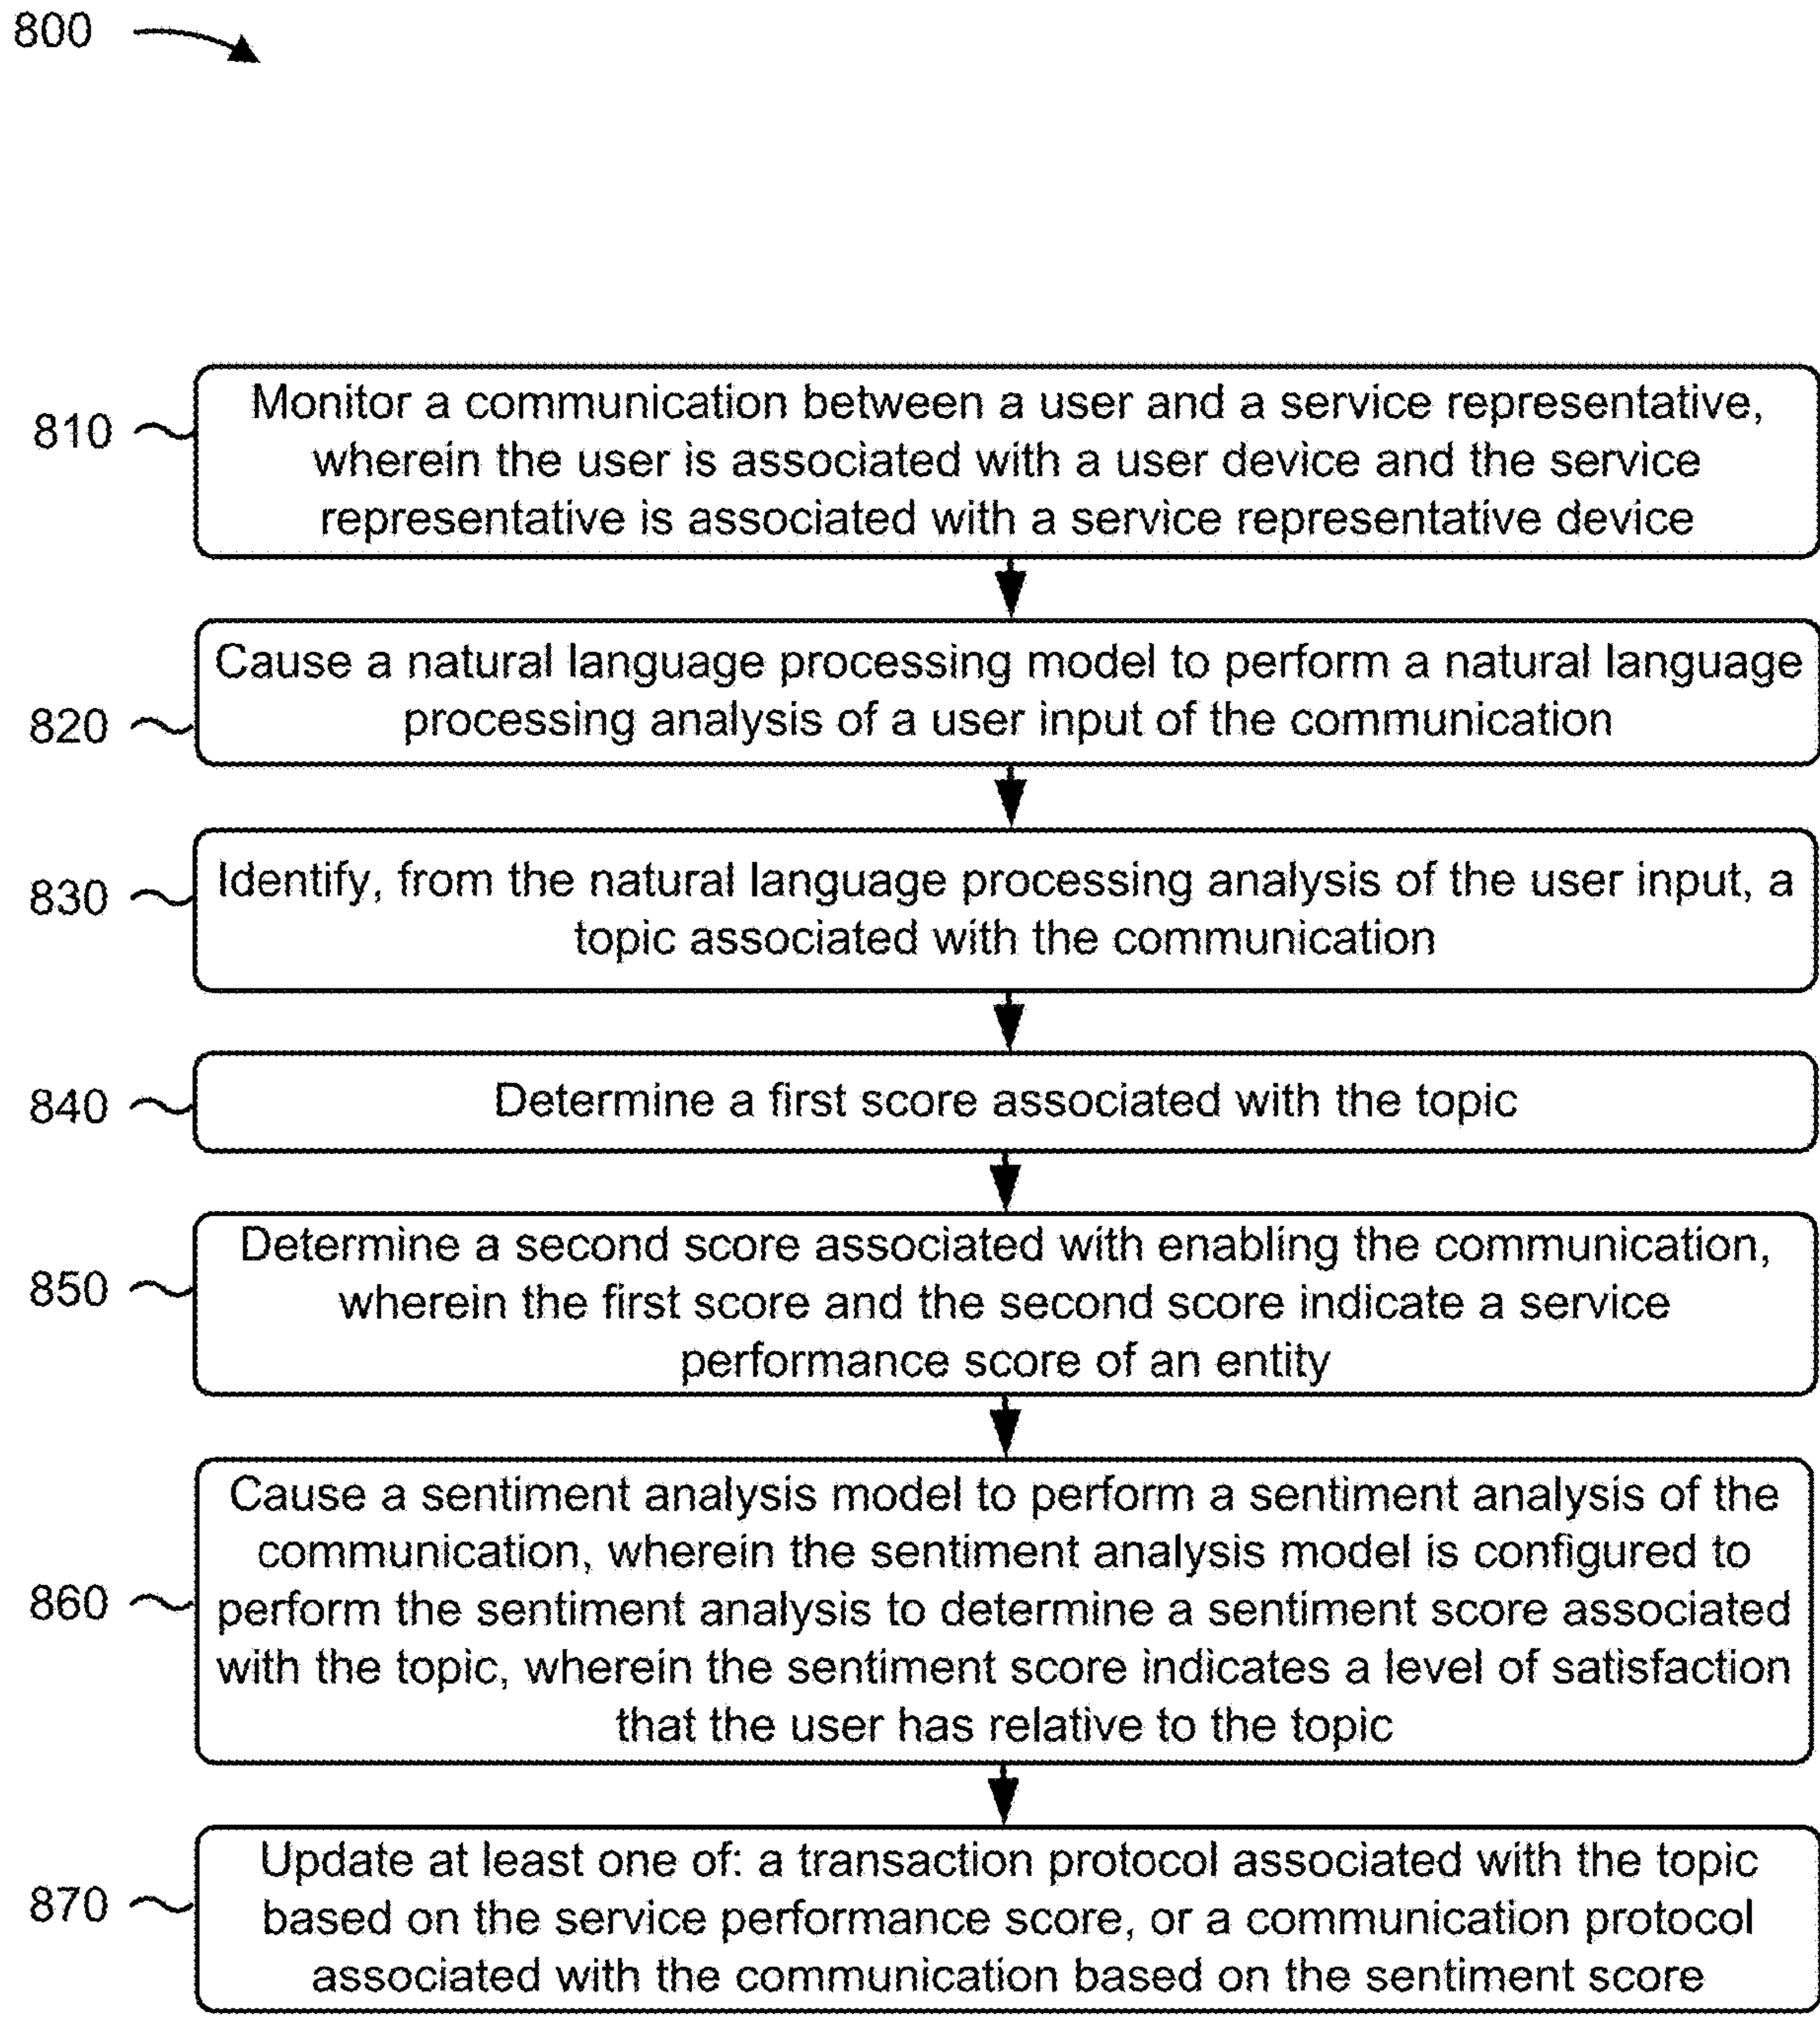 800
810
Monitor a communication between a user and a service representative,
wherein the user is associated with a user device and the service
representative is associated with a service representative device
820
Cause a natural language processing model to perform a natural language
processing analysis of a user input of the communication
830
Identify, from the natural language processing analysis of the user input, a
topic associated with the communication
840
Determine a first score associated with the topic
850
Determine a second score associated with enabling the communication,
wherein the first score and the second score indicate a service
performance score of an entity
860
Cause a sentiment analysis model to perform a sentiment analysis of the
communication, wherein the sentiment analysis model is configured to
perform the sentiment analysis to determine a sentiment score associated
with the topic, wherein the sentiment score indicates a level of satisfaction
that the user has relative to the topic
870
Update at least one of: a transaction protocol associated with the topic
based on the service performance score, or a communication protocol
associated with the communication based on the sentiment score